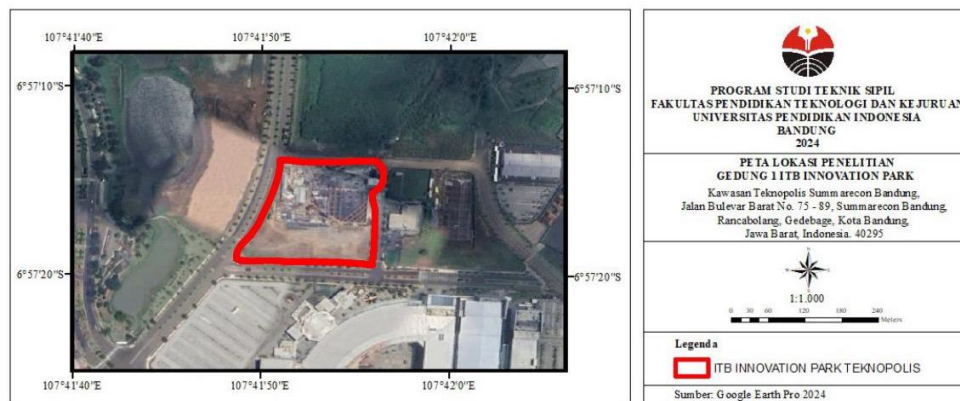 107°41'40"E 107°41'50"E 107°42'0"E
6°57'10"S 6°57'10"S
6°57'20"S 6°57'20"S
107°41'40"E 107°41'50"E 107°42'0"E
PROGRAM STUDI TEKNIK SIPIL
FAKULTAS PENDIDIKAN TEKNOLOGI DAN KEJURUAN
UNIVERSITAS PENDIDIKAN INDONESIA
BANDUNG
2024
PETA LOKASI PENELITIAN
GEDUNG 1 ITB INNOVATION PARK
Kawasan Teknopolis Summarecon Bandung,
Jalan Bulevar Barat No. 75 - 89, Summarecon Bandung,
Rancabolang, Gedebage, Kota Bandung,
Jawa Barat, Indonesia. 40295
1:1.000
0 30 60 120 180 240
Meters
Legenda
ITB INNOVATION PARK TEKNOPOLIS
Sumber: Google Earth Pro 2024